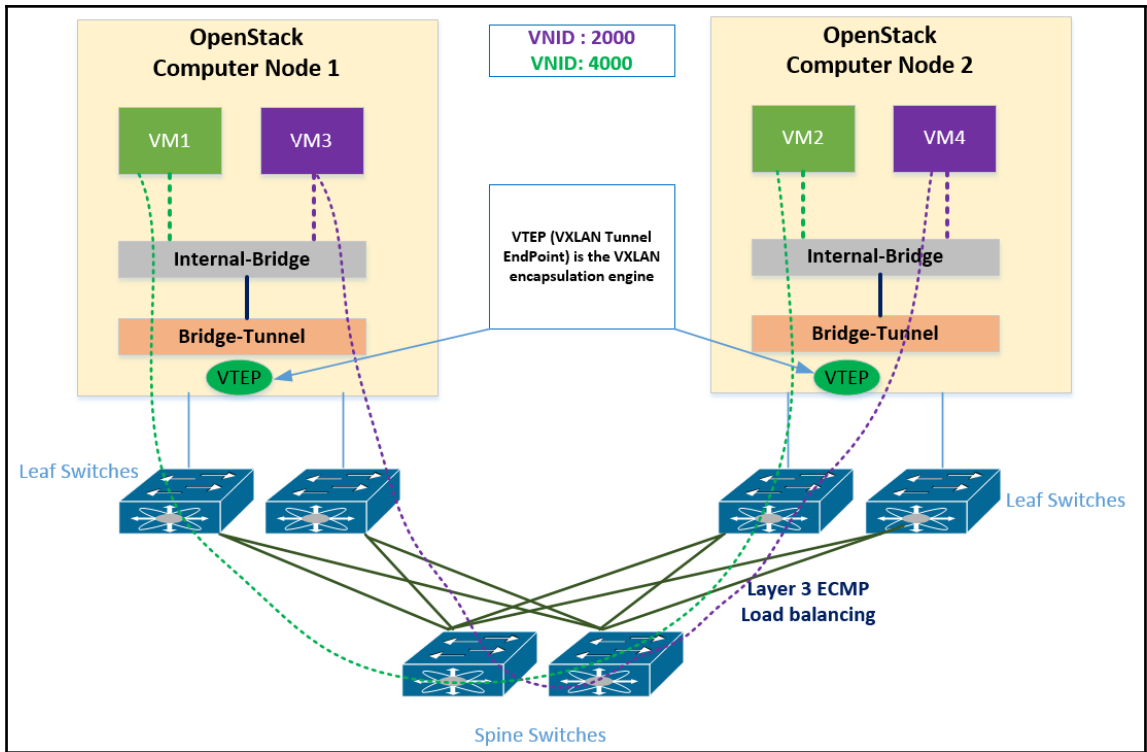 OpenStack
Computer Node 1
VNID : 2000
VNID: 4000
OpenStack
Computer Node 2
VM1
VM3
VM2
VM4
VTEP (VXLAN Tunnel
EndPoint) is the VXLAN
encapsulation engine
Internal-Bridge
Internal-Bridge
Bridge-Tunnel
Bridge-Tunnel
VTEP
VTEP
Leaf Switches
Leaf Switches
Layer 3 ECMP
Load balancing
Spine Switches